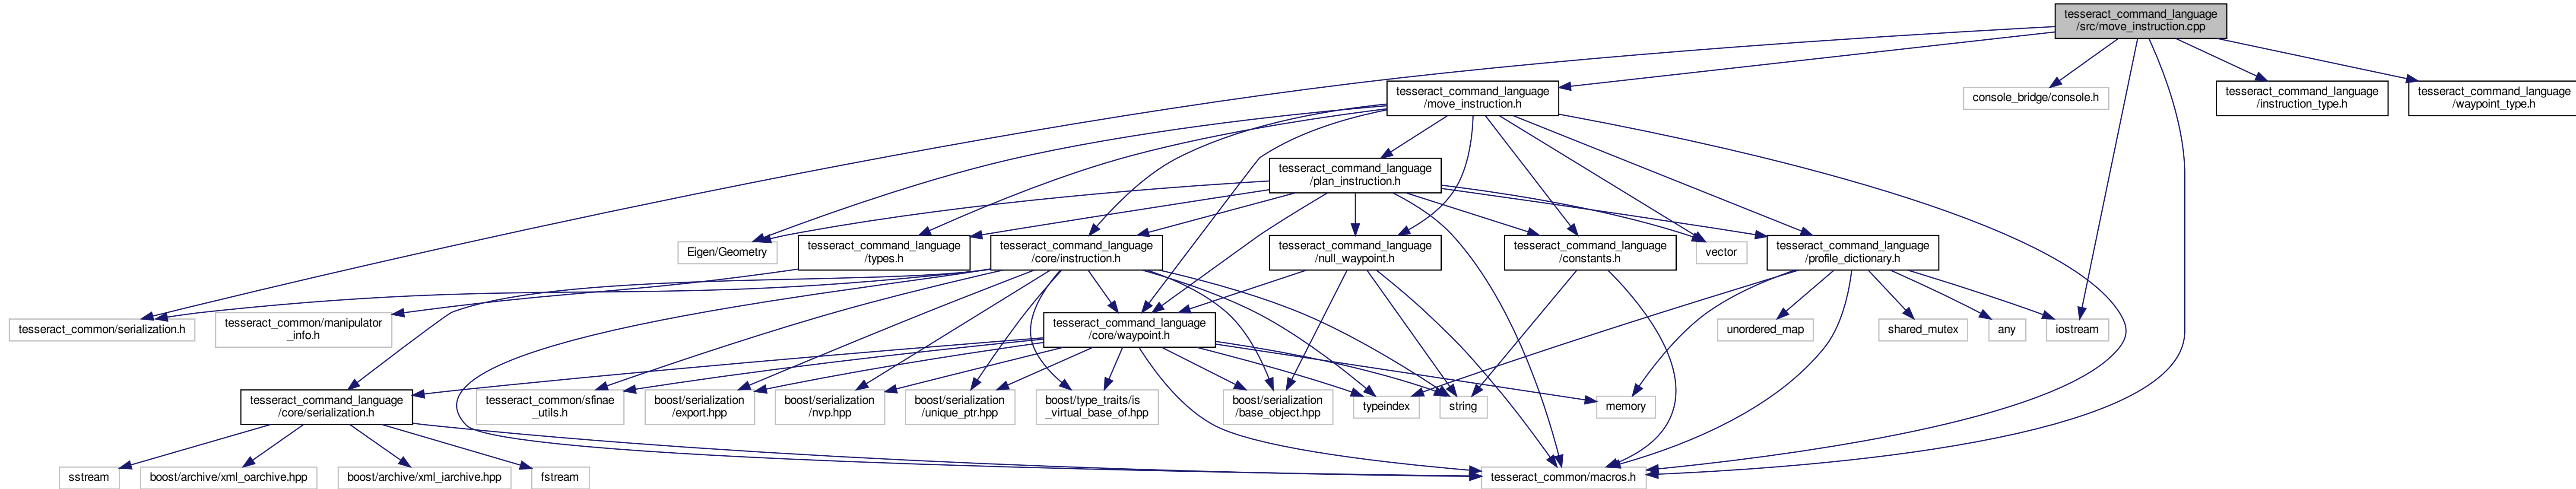 tesseract_command_language
/src/move_instruction.cpp
tesseract_command_language
/move_instruction.h
console_bridge/console.h
tesseract_command_language
/instruction_type.h
tesseract_command_language
/waypoint_type.h
tesseract_command_language
/plan_instruction.h
Eigen/Geometry
tesseract_command_language
/types.h
tesseract_command_language
/core/instruction.h
tesseract_command_language
/null_waypoint.h
tesseract_command_language
/constants.h
vector
tesseract_command_language
/profile_dictionary.h
tesseract_common/serialization.h
tesseract_common/manipulator
_info.h
tesseract_command_language
/core/waypoint.h
unordered_map
shared_mutex
any
iostream
tesseract_command_language
/core/serialization.h
tesseract_common/sfinae
_utils.h
boost/serialization
/export.hpp
boost/serialization
/nvp.hpp
boost/serialization
/unique_ptr.hpp
boost/type_traits/is
_virtual_base_of.hpp
boost/serialization
/base_object.hpp
typeindex
string
memory
sstream
boost/archive/xml_oarchive.hpp
boost/archive/xml_iarchive.hpp
fstream
tesseract_common/macros.h